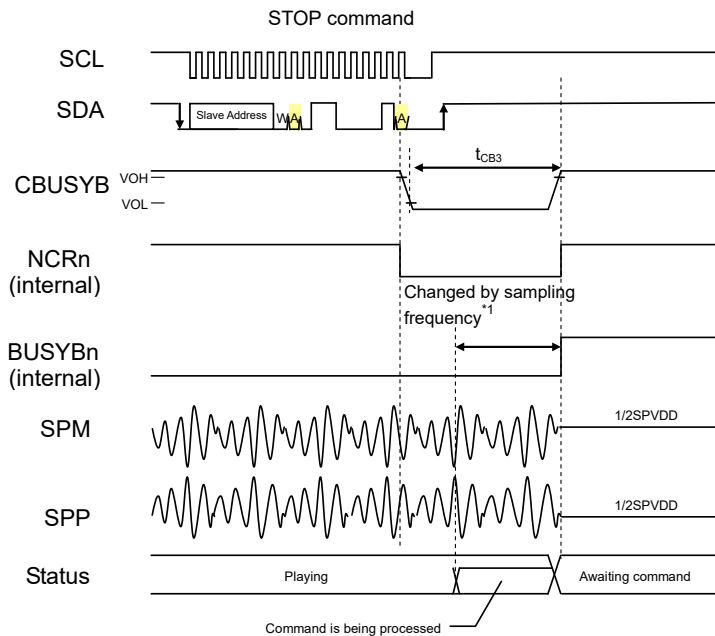 STOP command
SCL
SDA
Slave Address
W
A
A
tCB3
CBUSYB
VOH
VOL
NCRn
(internal)
Changed by sampling
frequency*1
BUSYBn
(internal)
SPM
1/2SPVDD
SPP
1/2SPVDD
Status
Playing
Awaiting command
Command is being processed